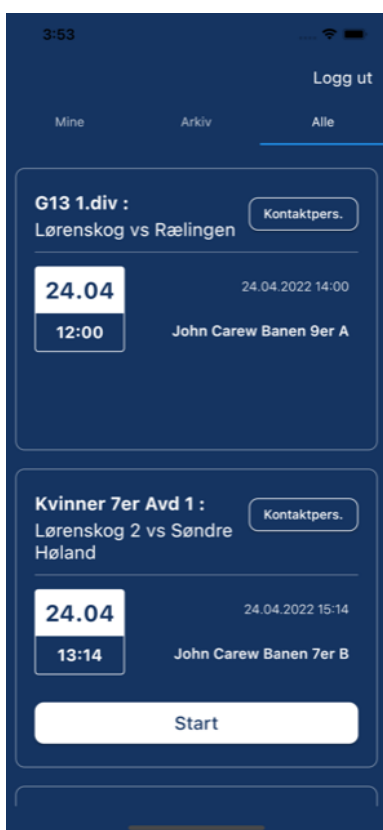 3:53
Logg ut
Mine Arkiv Alle
G13 1.div :
Lørenskog vs Rælingen
Kontaktpers.
24.04
24.04.2022 14:00
12:00
John Carew Banen 9er A
Kvinner 7er Avd 1 :
Lørenskog 2 vs Søndre
Høland
Kontaktpers.
24.04
24.04.2022 15:14
13:14
John Carew Banen 7er B
Start